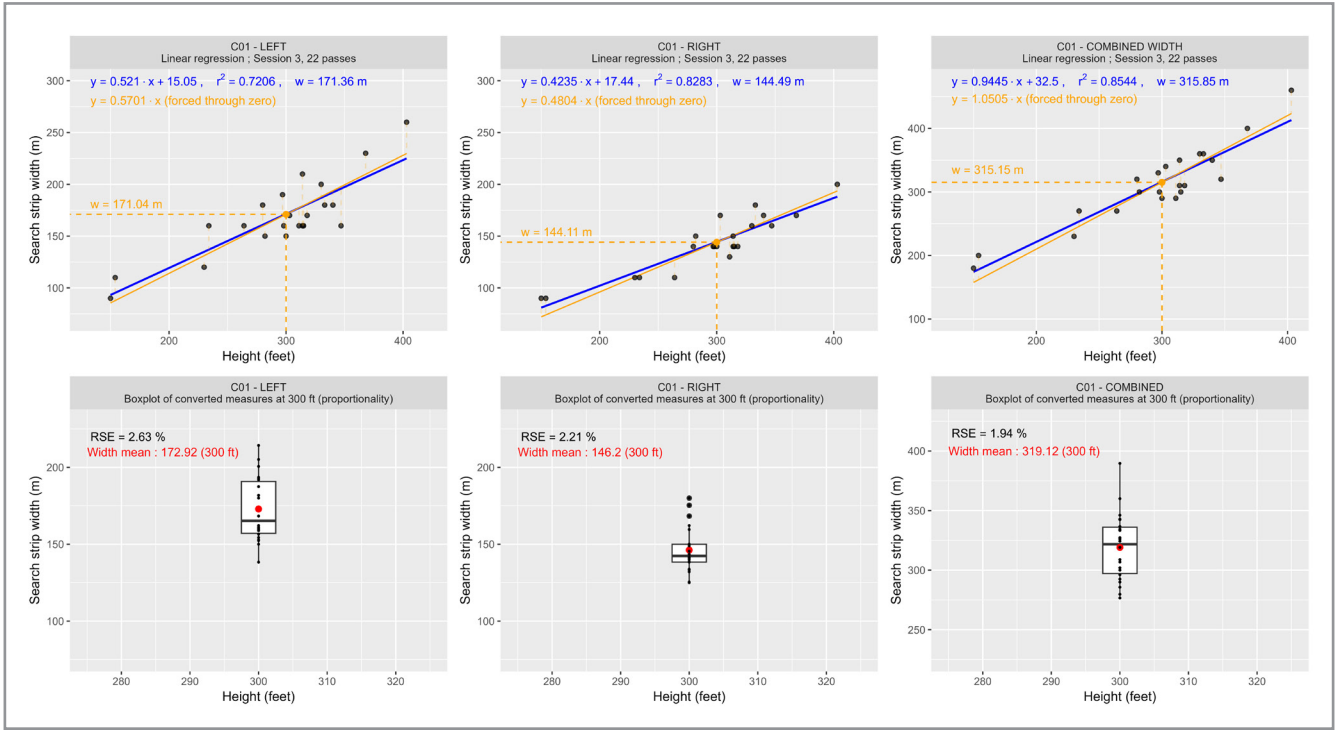 C01 - LEFT
Linear regression ; Session 3, 22 passes
y = 0.521 · x + 15.05 , r² = 0.7206 , w = 171.36 m
y = 0.5701 · x (forced through zero)
w = 171.04 m
300
250
200
150
100
Search strip width (m)
200 300 400
Height (feet)
C01 - RIGHT
Linear regression ; Session 3, 22 passes
y = 0.4235 · x + 17.44 , r² = 0.8283 , w = 144.49 m
y = 0.4804 · x (forced through zero)
w = 144.11 m
300
250
200
150
100
Search strip width (m)
200 300 400
Height (feet)
C01 - COMBINED WIDTH
Linear regression ; Session 3, 22 passes
y = 0.9445 · x + 32.5 , r² = 0.8544 , w = 315.85 m
y = 1.0505 · x (forced through zero)
w = 315.15 m
400
300
200
100
Search strip width (m)
200 300 400
Height (feet)
C01 - LEFT
Boxplot of converted measures at 300 ft (proportionality)
RSE = 2.63 %
Width mean : 172.92 (300 ft)
200
150
100
Search strip width (m)
280 290 300 310 320
Height (feet)
C01 - RIGHT
Boxplot of converted measures at 300 ft (proportionality)
RSE = 2.21 %
Width mean : 146.2 (300 ft)
200
150
100
Search strip width (m)
280 290 300 310 320
Height (feet)
C01 - COMBINED
Boxplot of converted measures at 300 ft (proportionality)
RSE = 1.94 %
Width mean : 319.12 (300 ft)
400
350
300
250
Search strip width (m)
280 290 300 310 320
Height (feet)